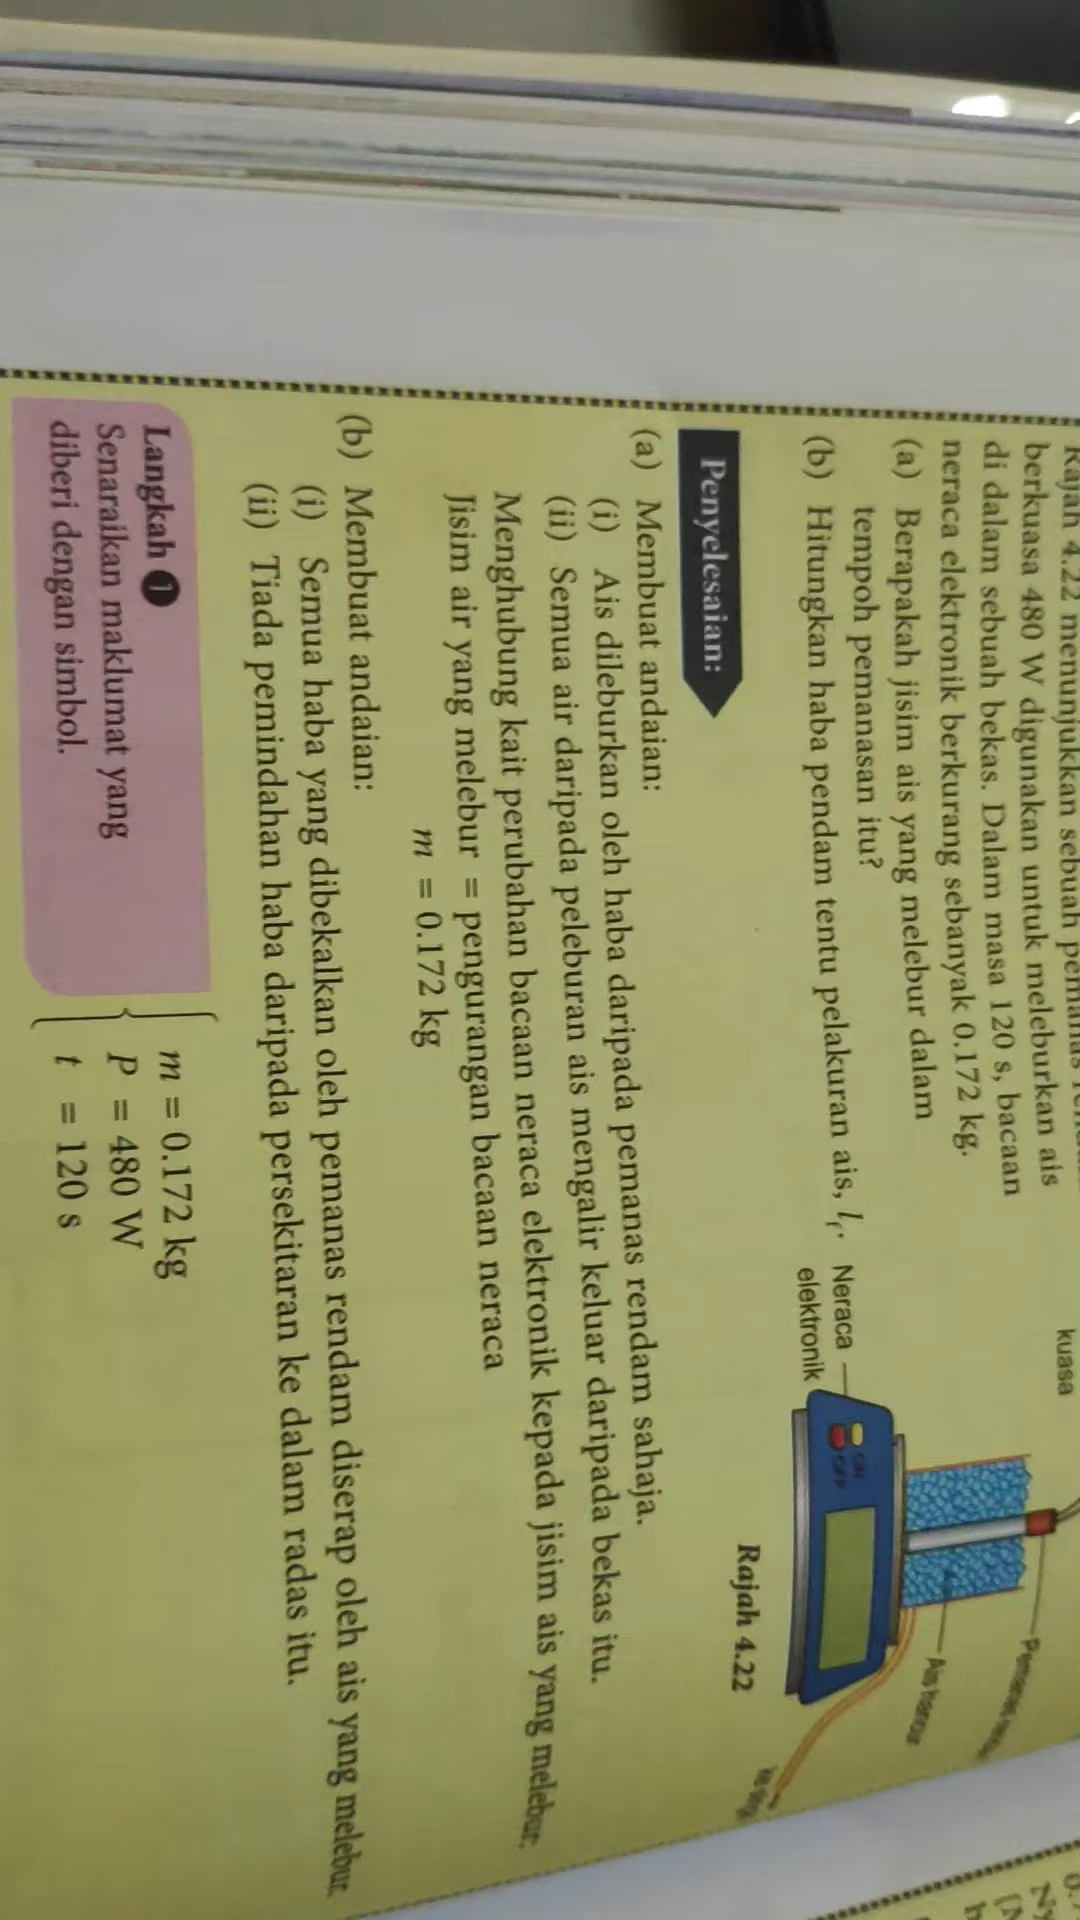 Rajah 4.22 menunjukkan sebuah pemanas
berkuasa 480 W digunakan untuk meleburkan ais
di dalam sebuah bekas. Dalam masa 120 s, bacaan
neraca elektronik berkurang sebanyak 0.172 kg.
(a) Berapakah jisim ais yang melebur dalam
tempoh pemanasan itu?
(b) Hitungkan haba pendam tentu pelakuran ais, l_f.
kuasa
Pemanas
Ais hancur
Neraca
elektronik
ON
OFF
Rajah 4.22
Penyelesaian:
(a) Membuat andaian:
(i) Ais dileburkan oleh haba daripada pemanas rendam sahaja.
(ii) Semua air daripada peleburan ais mengalir keluar daripada bekas itu.
Menghubung kait perubahan bacaan neraca elektronik kepada jisim ais yang melebur.
Jisim air yang melebur = pengurangan bacaan neraca
m = 0.172 kg
(b) Membuat andaian:
(i) Semua haba yang dibekalkan oleh pemanas rendam diserap oleh ais yang melebur.
(ii) Tiada pemindahan haba daripada persekitaran ke dalam radas itu.
Langkah 1
Senaraikan maklumat yang
diberi dengan simbol.
m = 0.172 kg
P = 480 W
t = 120 s